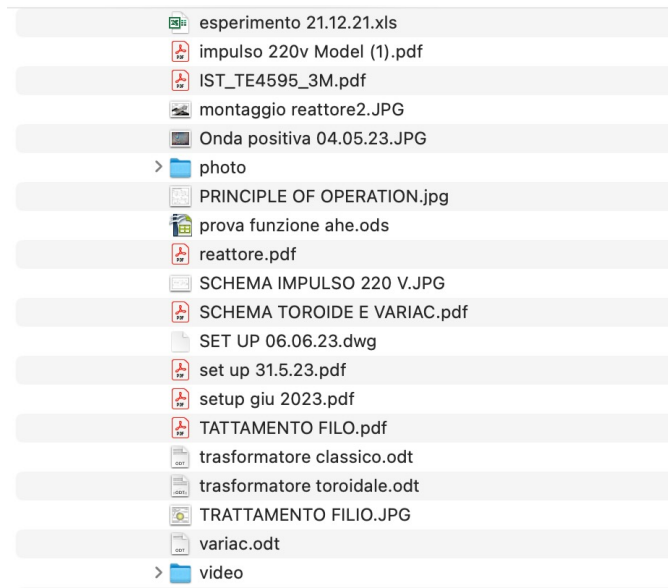 esperimento 21.12.21.xls
impulso 220v Model (1).pdf
IST_TE4595_3M.pdf
montaggio reattore2.JPG
Onda positiva 04.05.23.JPG
photo
PRINCIPLE OF OPERATION.jpg
prova funzione ahe.ods
reattore.pdf
SCHEMA IMPULSO 220 V.JPG
SCHEMA TOROIDE E VARIAC.pdf
SET UP 06.06.23.dwg
set up 31.5.23.pdf
setup giu 2023.pdf
TATTAMENTO FILO.pdf
trasformatore classico.odt
trasformatore toroidale.odt
TRATTAMENTO FILIO.JPG
variac.odt
video